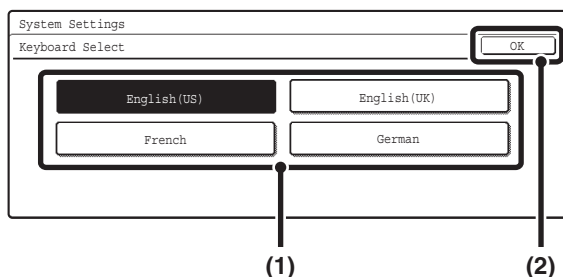 System Settings
Keyboard Select OK
English(US) English(UK)
French German
(1) (2)